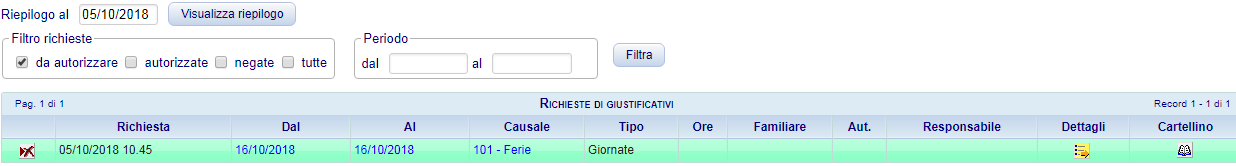 Riepilogo al 05/10/2018 Visualizza riepilogo
Filtro richieste
da autorizzare autorizzate negate tutte
Periodo
dal al
Filtra
Pag. 1 di 1 RICHIESTE DI GIUSTIFICATIVI Record 1 - 1 di 1
Richiesta Dal Al Causale Tipo Ore Familiare Aut. Responsabile Dettagli Cartellino
05/10/2018 10.45 16/10/2018 16/10/2018 101 - Ferie Giornate